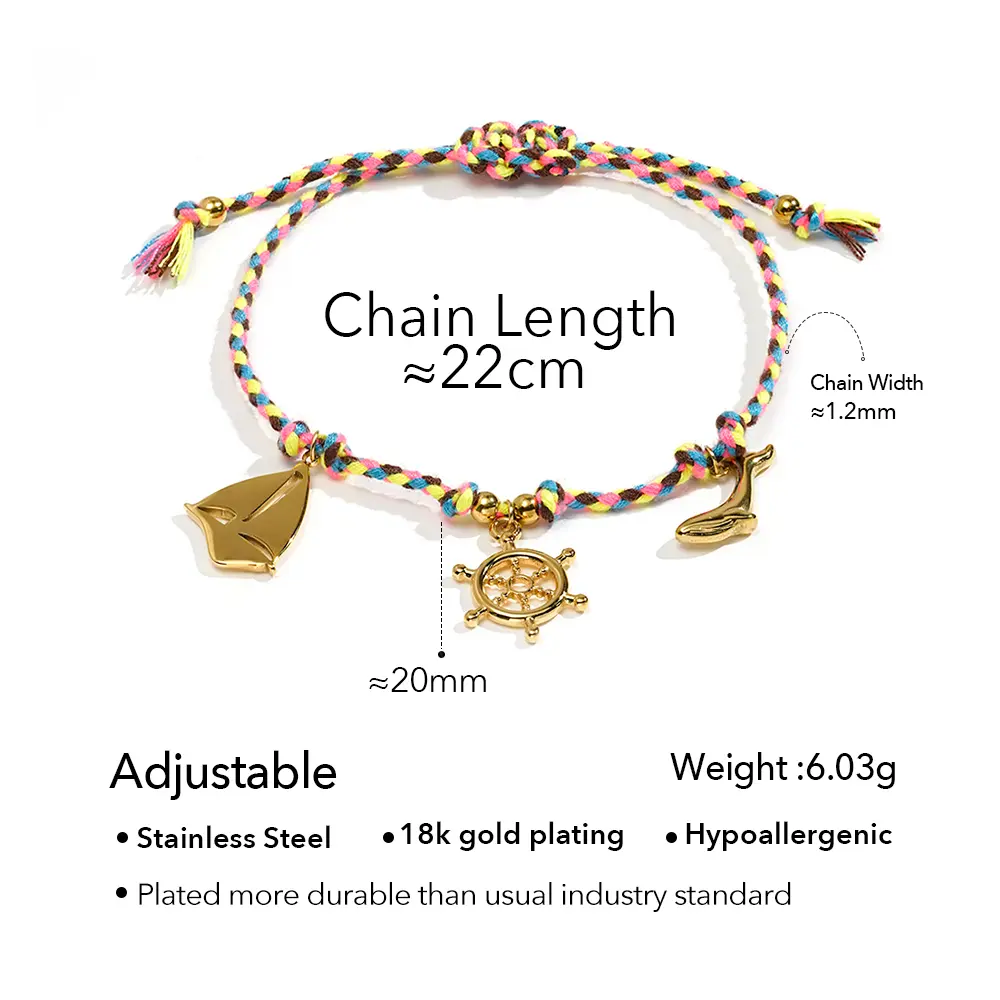 Chain Length
≈22cm
Chain Width
≈1.2mm
≈20mm
Adjustable
Weight :6.03g
• Stainless Steel
•18k gold plating
• Hypoallergenic
• Plated more durable than usual industry standard